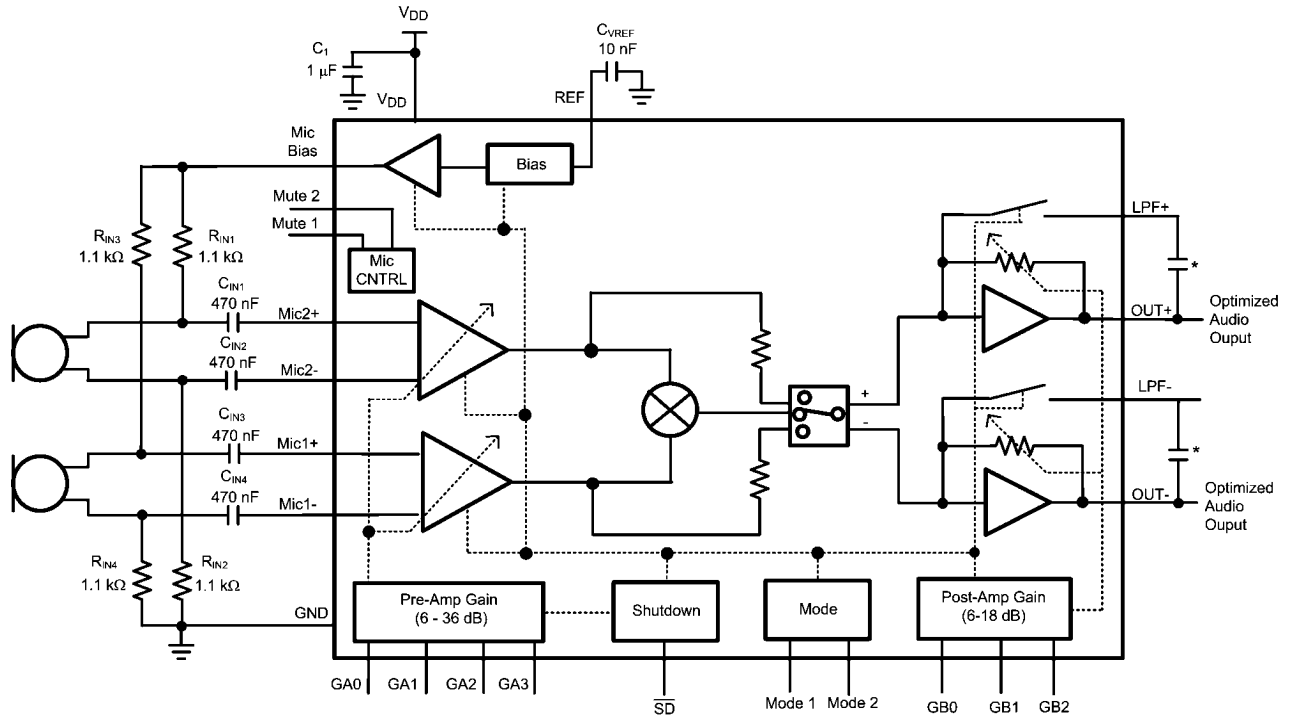 VDD
C1
1 µF
VDD
CVREF
10 nF
REF
Mic
Bias
Bias
Mute 2
Mute 1
Mic
CNTRL
RIN3
1.1 kΩ
RIN1
1.1 kΩ
CIN1
470 nF
Mic2+
CIN2
470 nF
Mic2-
CIN3
470 nF
Mic1+
CIN4
470 nF
Mic1-
RIN4
1.1 kΩ
RIN2
1.1 kΩ
GND
+
-
LPF+
*
OUT+
Optimized
Audio
Ouput
LPF-
*
OUT-
Optimized
Audio
Ouput
Pre-Amp Gain
(6 - 36 dB)
Shutdown
Mode
Post-Amp Gain
(6-18 dB)
GA0
GA1
GA2
GA3
SD
Mode 1
Mode 2
GB0
GB1
GB2